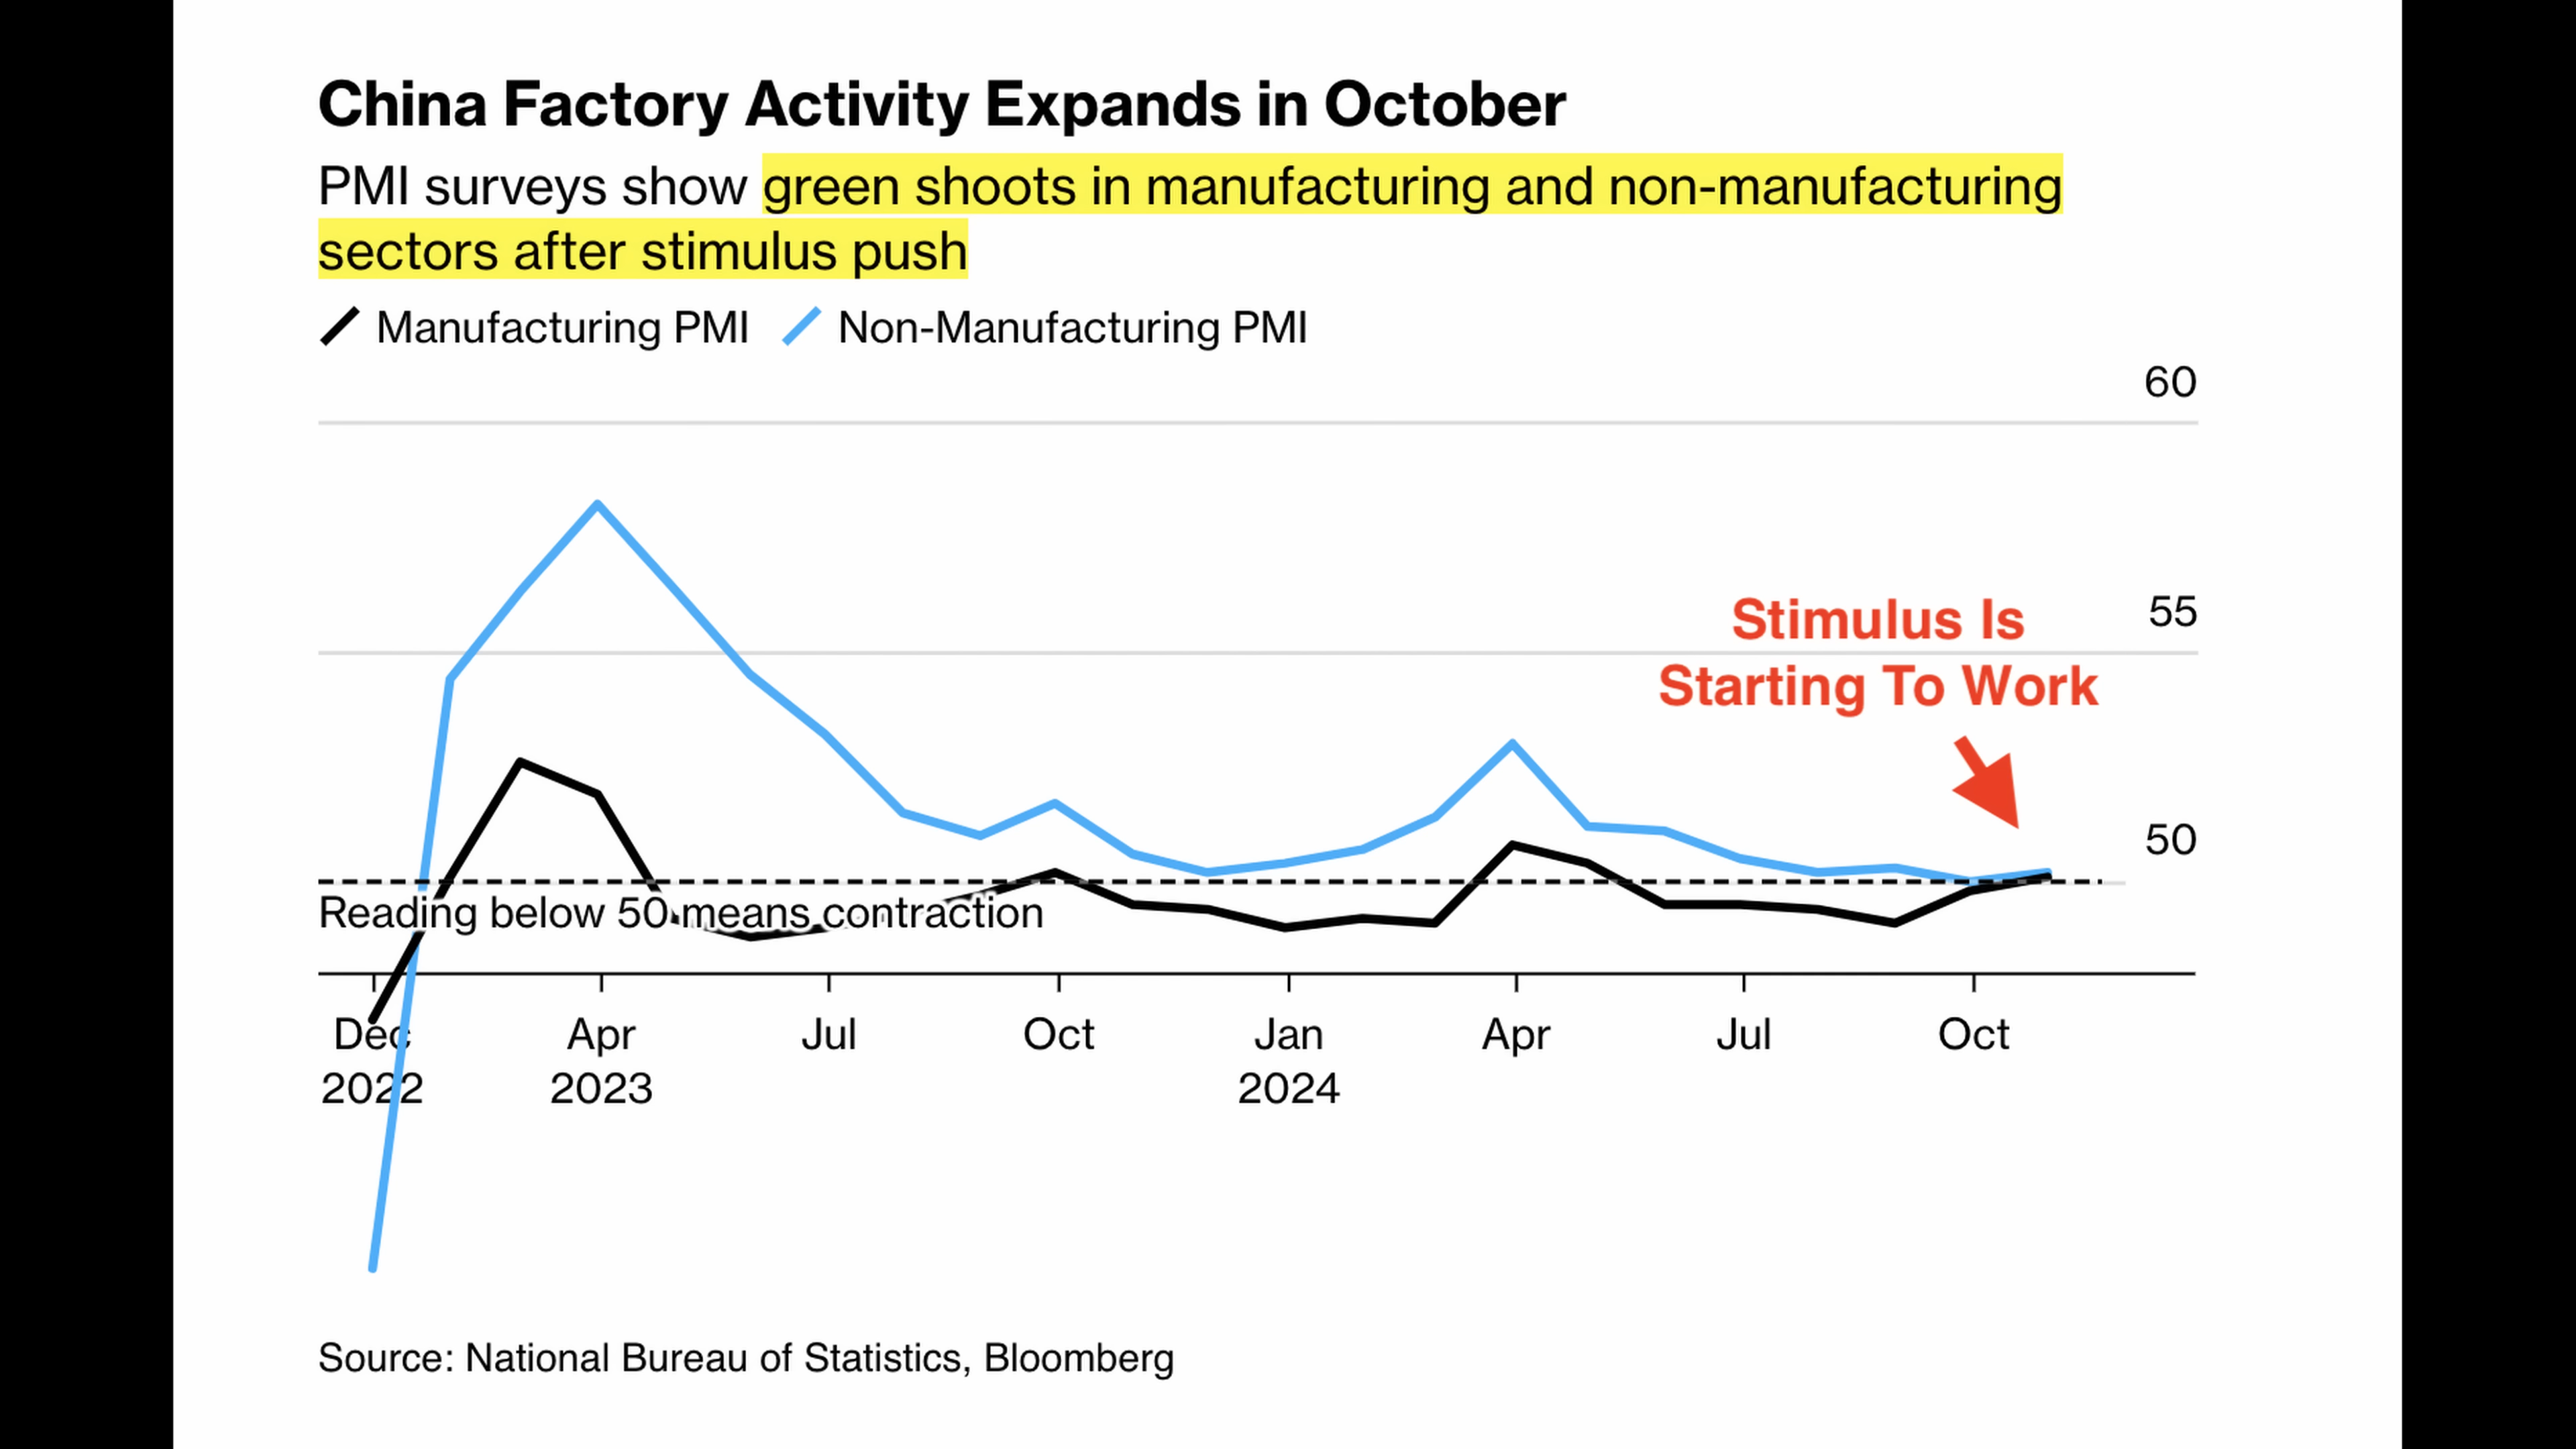 China Factory Activity Expands in October
PMI surveys show green shoots in manufacturing and non-manufacturing
sectors after stimulus push
Manufacturing PMI Non-Manufacturing PMI
60
55
Stimulus Is
Starting To Work
50
Reading below 50 means contraction
Dec Apr Jul Oct Jan Apr Jul Oct
2022 2023 2024
Source: National Bureau of Statistics, Bloomberg